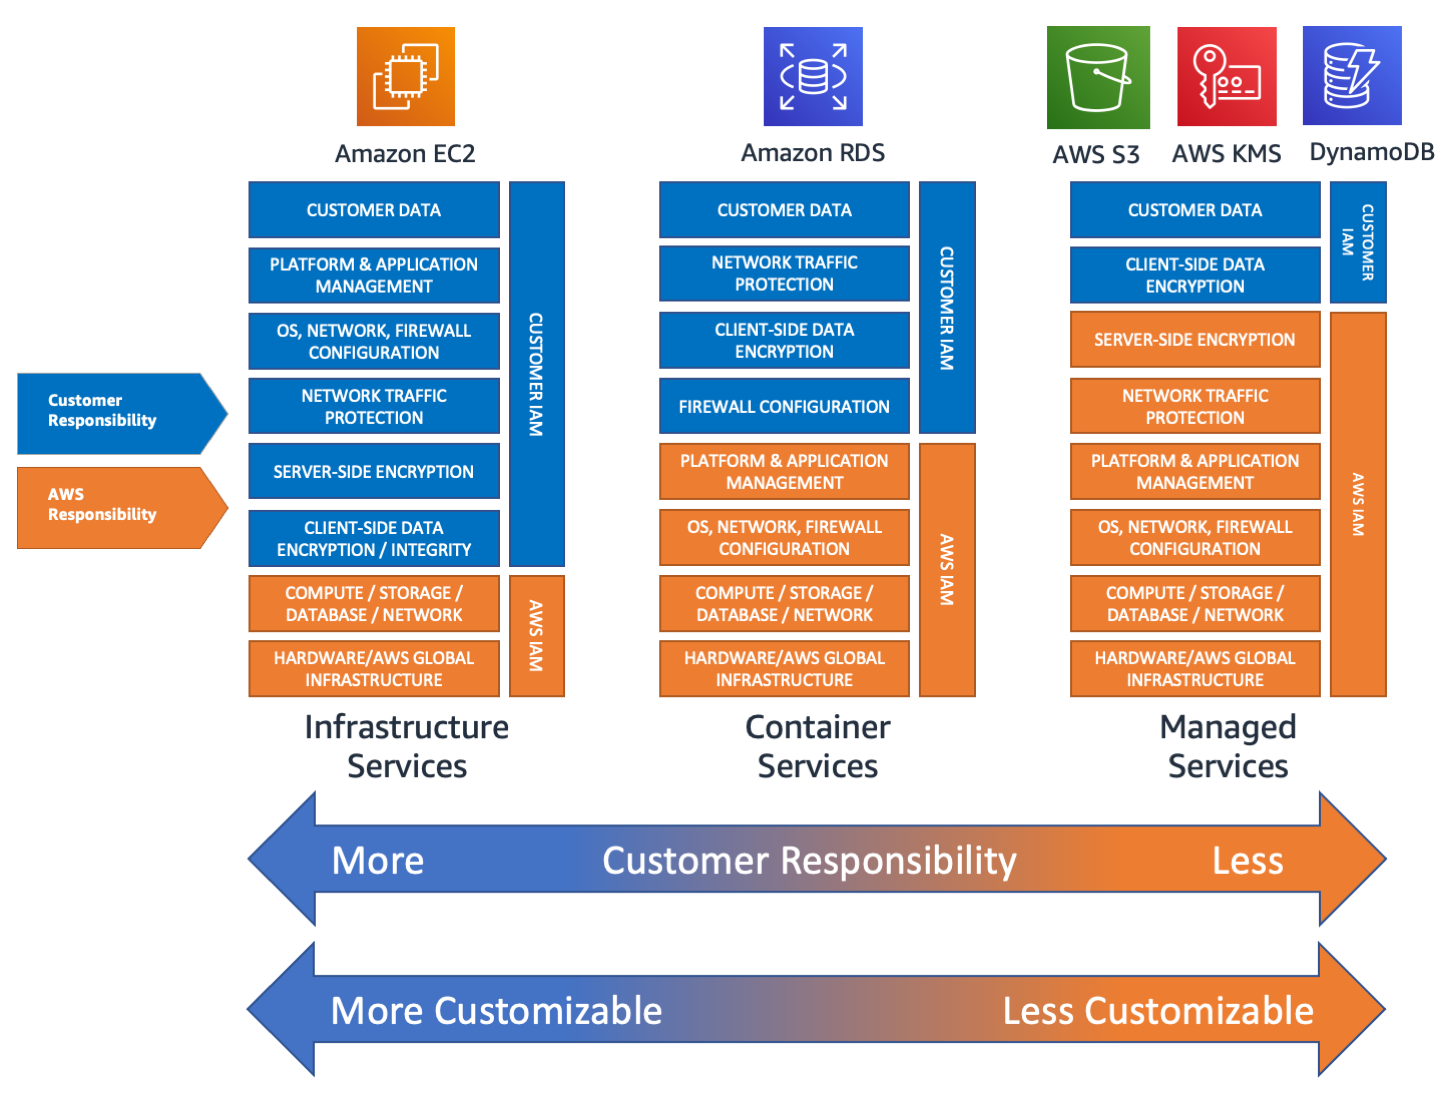 Amazon EC2
Amazon RDS
AWS S3
AWS KMS
DynamoDB
Customer
Responsibility
AWS
Responsibility
CUSTOMER DATA
PLATFORM & APPLICATION
MANAGEMENT
OS, NETWORK, FIREWALL
CONFIGURATION
NETWORK TRAFFIC
PROTECTION
SERVER-SIDE ENCRYPTION
CLIENT-SIDE DATA
ENCRYPTION / INTEGRITY
COMPUTE / STORAGE /
DATABASE / NETWORK
HARDWARE/AWS GLOBAL
INFRASTRUCTURE
CUSTOMER IAM
AWS IAM
Infrastructure
Services
CUSTOMER DATA
NETWORK TRAFFIC
PROTECTION
CLIENT-SIDE DATA
ENCRYPTION
FIREWALL CONFIGURATION
PLATFORM & APPLICATION
MANAGEMENT
OS, NETWORK, FIREWALL
CONFIGURATION
COMPUTE / STORAGE /
DATABASE / NETWORK
HARDWARE/AWS GLOBAL
INFRASTRUCTURE
CUSTOMER IAM
AWS IAM
Container
Services
CUSTOMER DATA
CLIENT-SIDE DATA
ENCRYPTION
SERVER-SIDE ENCRYPTION
NETWORK TRAFFIC
PROTECTION
PLATFORM & APPLICATION
MANAGEMENT
OS, NETWORK, FIREWALL
CONFIGURATION
COMPUTE / STORAGE /
DATABASE / NETWORK
HARDWARE/AWS GLOBAL
INFRASTRUCTURE
CUSTOMER
IAM
AWS IAM
Managed
Services
More Customer Responsibility Less
More Customizable Less Customizable